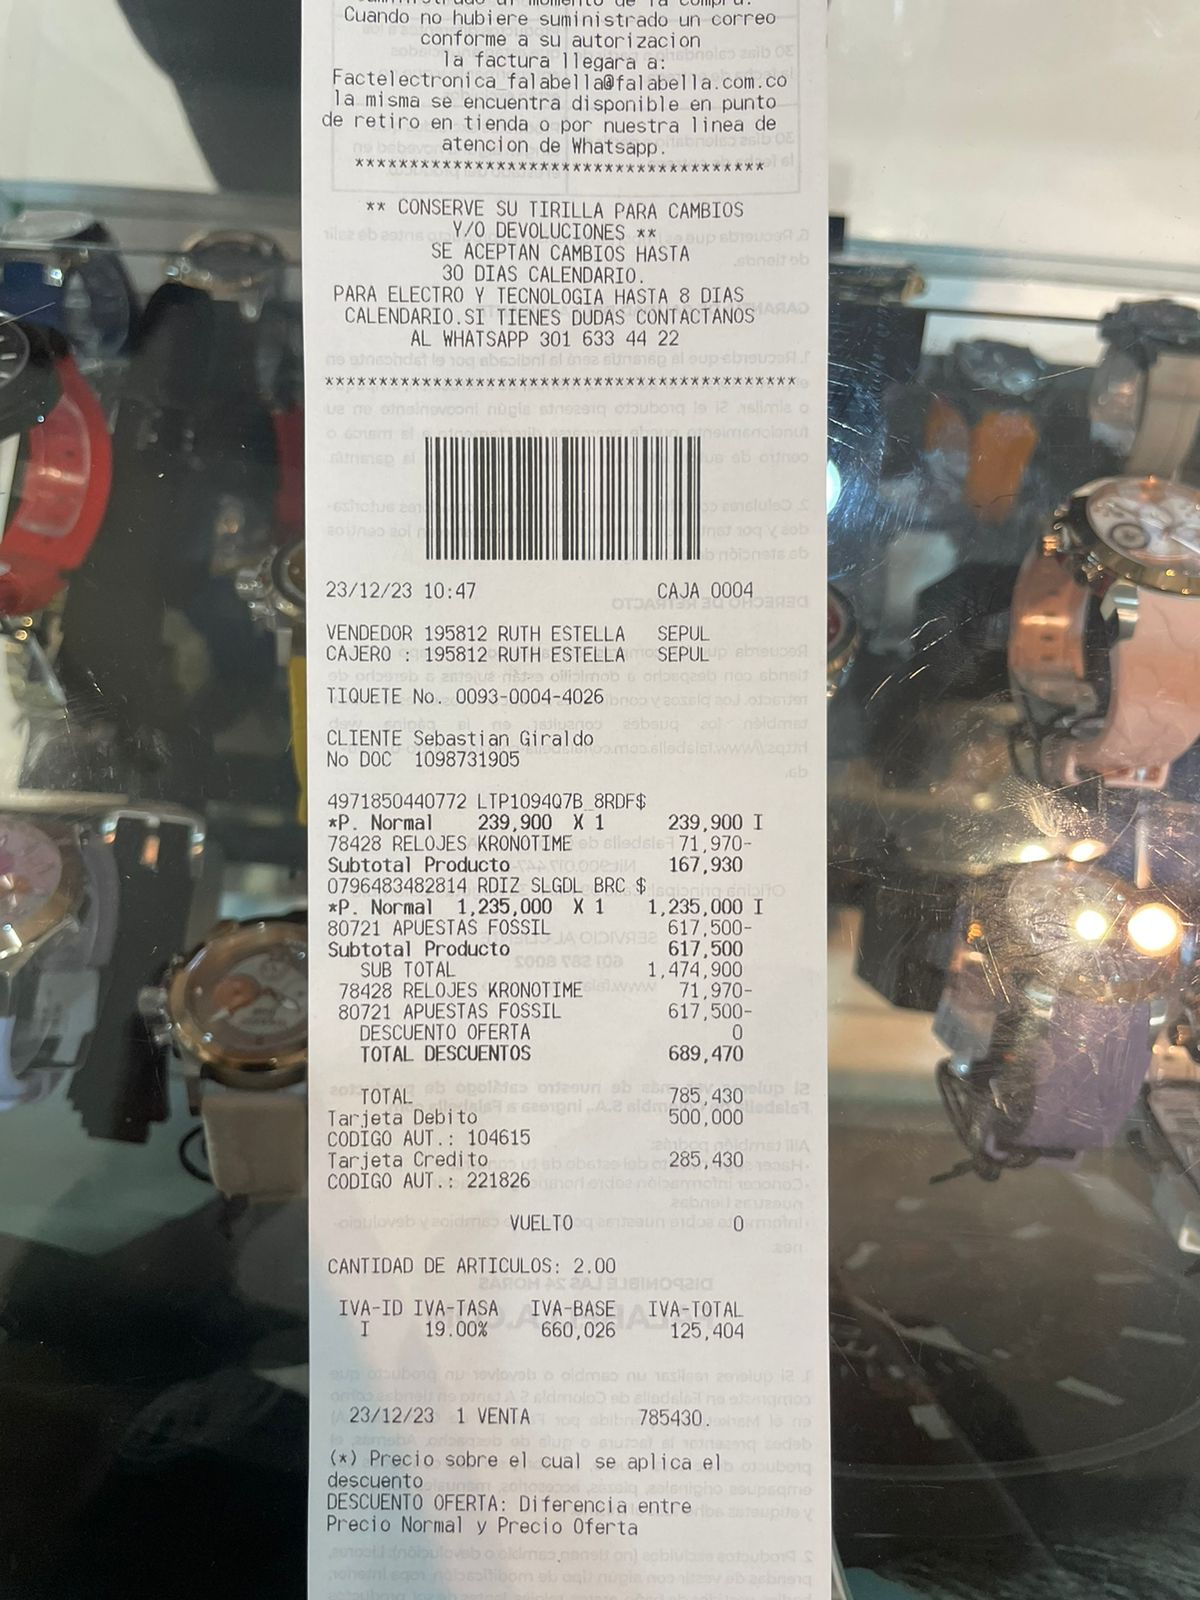 Cuando no hubiere suministrado un correo
conforme a su autorizacion
la factura llegara a:
Factelectronica_falabella@falabella.com.co
la misma se encuentra disponible en punto
de retiro en tienda o por nuestra linea de
atencion de Whatsapp.
**************************************
** CONSERVE SU TIRILLA PARA CAMBIOS
Y/O DEVOLUCIONES **
SE ACEPTAN CAMBIOS HASTA
30 DIAS CALENDARIO.
PARA ELECTRO Y TECNOLOGIA HASTA 8 DIAS
CALENDARIO.SI TIENES DUDAS CONTACTANOS
AL WHATSAPP 301 633 44 22
********************************************
23/12/23 10:47 CAJA 0004
VENDEDOR 195812 RUTH ESTELLA SEPUL
CAJERO : 195812 RUTH ESTELLA SEPUL
TIQUETE No. 0093-0004-4026
CLIENTE Sebastian Giraldo
No DOC 1098731905
4971850440772 LTP1094Q7B_8RDF$
*P. Normal 239,900 X 1 239,900 I
78428 RELOJES KRONOTIME 71,970-
Subtotal Producto 167,930
0796483482814 RDIZ SLGDL BRC $
*P. Normal 1,235,000 X 1 1,235,000 I
80721 APUESTAS FOSSIL 617,500-
Subtotal Producto 617,500
SUB TOTAL 1,474,900
78428 RELOJES KRONOTIME 71,970-
80721 APUESTAS FOSSIL 617,500-
DESCUENTO OFERTA 0
TOTAL DESCUENTOS 689,470
TOTAL 785,430
Tarjeta Debito 500,000
CODIGO AUT.: 104615
Tarjeta Credito 285,430
CODIGO AUT.: 221826
VUELTO 0
CANTIDAD DE ARTICULOS: 2.00
IVA-ID IVA-TASA IVA-BASE IVA-TOTAL
I 19.00% 660,026 125,404
23/12/23 1 VENTA 785430.
(*) Precio sobre el cual se aplica el
descuento
DESCUENTO OFERTA: Diferencia entre
Precio Normal y Precio Oferta